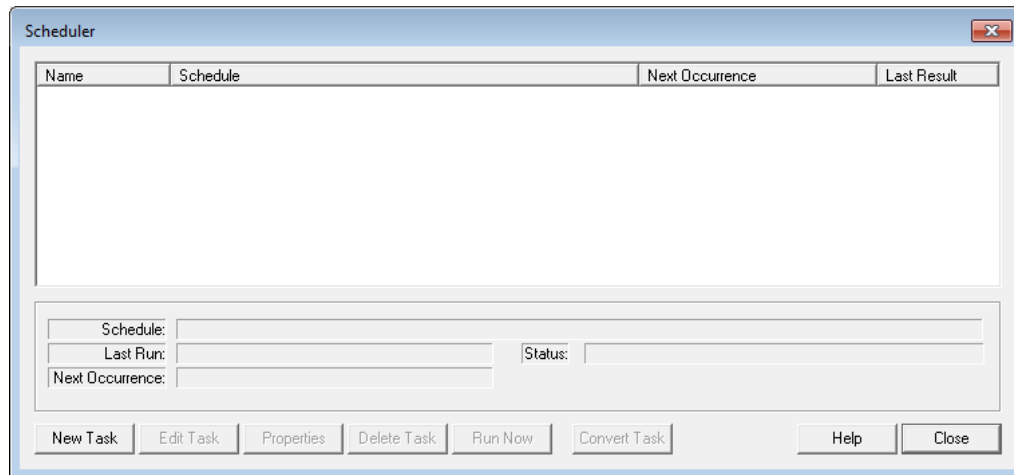 Scheduler
Name Schedule Next Occurrence Last Result
Schedule:
Last Run: Status:
Next Occurrence:
New Task Edit Task Properties Delete Task Run Now Convert Task Help Close